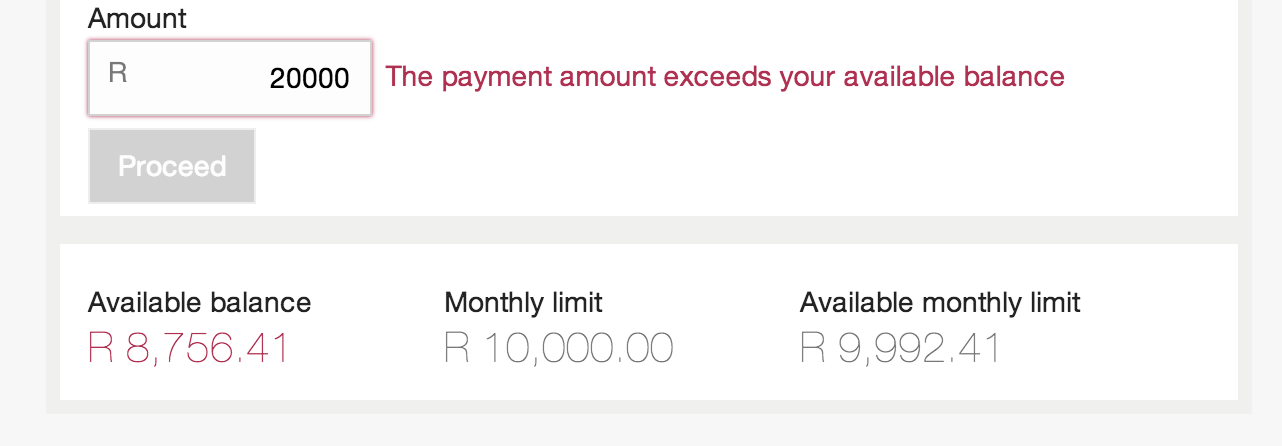 Amount
R 20000 The payment amount exceeds your available balance
Proceed
Available balance Monthly limit Available monthly limit
R 8,756.41 R 10,000.00 R 9,992.41